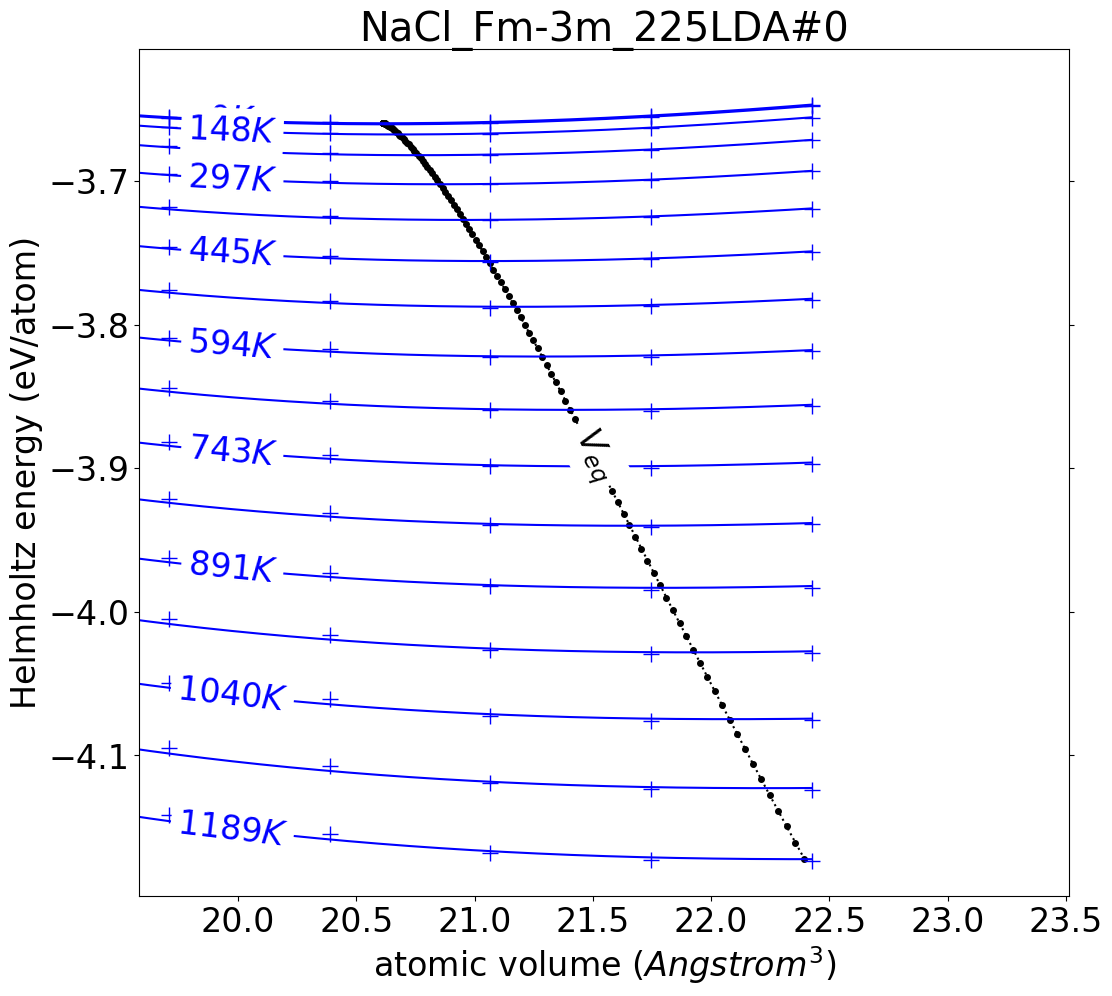 NaCl_Fm-3m_225LDA#0
Helmholtz energy (eV/atom)
−3.7
−3.8
−3.9
−4.0
−4.1
148K
297K
445K
594K
743K
891K
1040K
1189K
V_eq
20.0 20.5 21.0 21.5 22.0 22.5 23.0 23.5
atomic volume (Angstrom³)